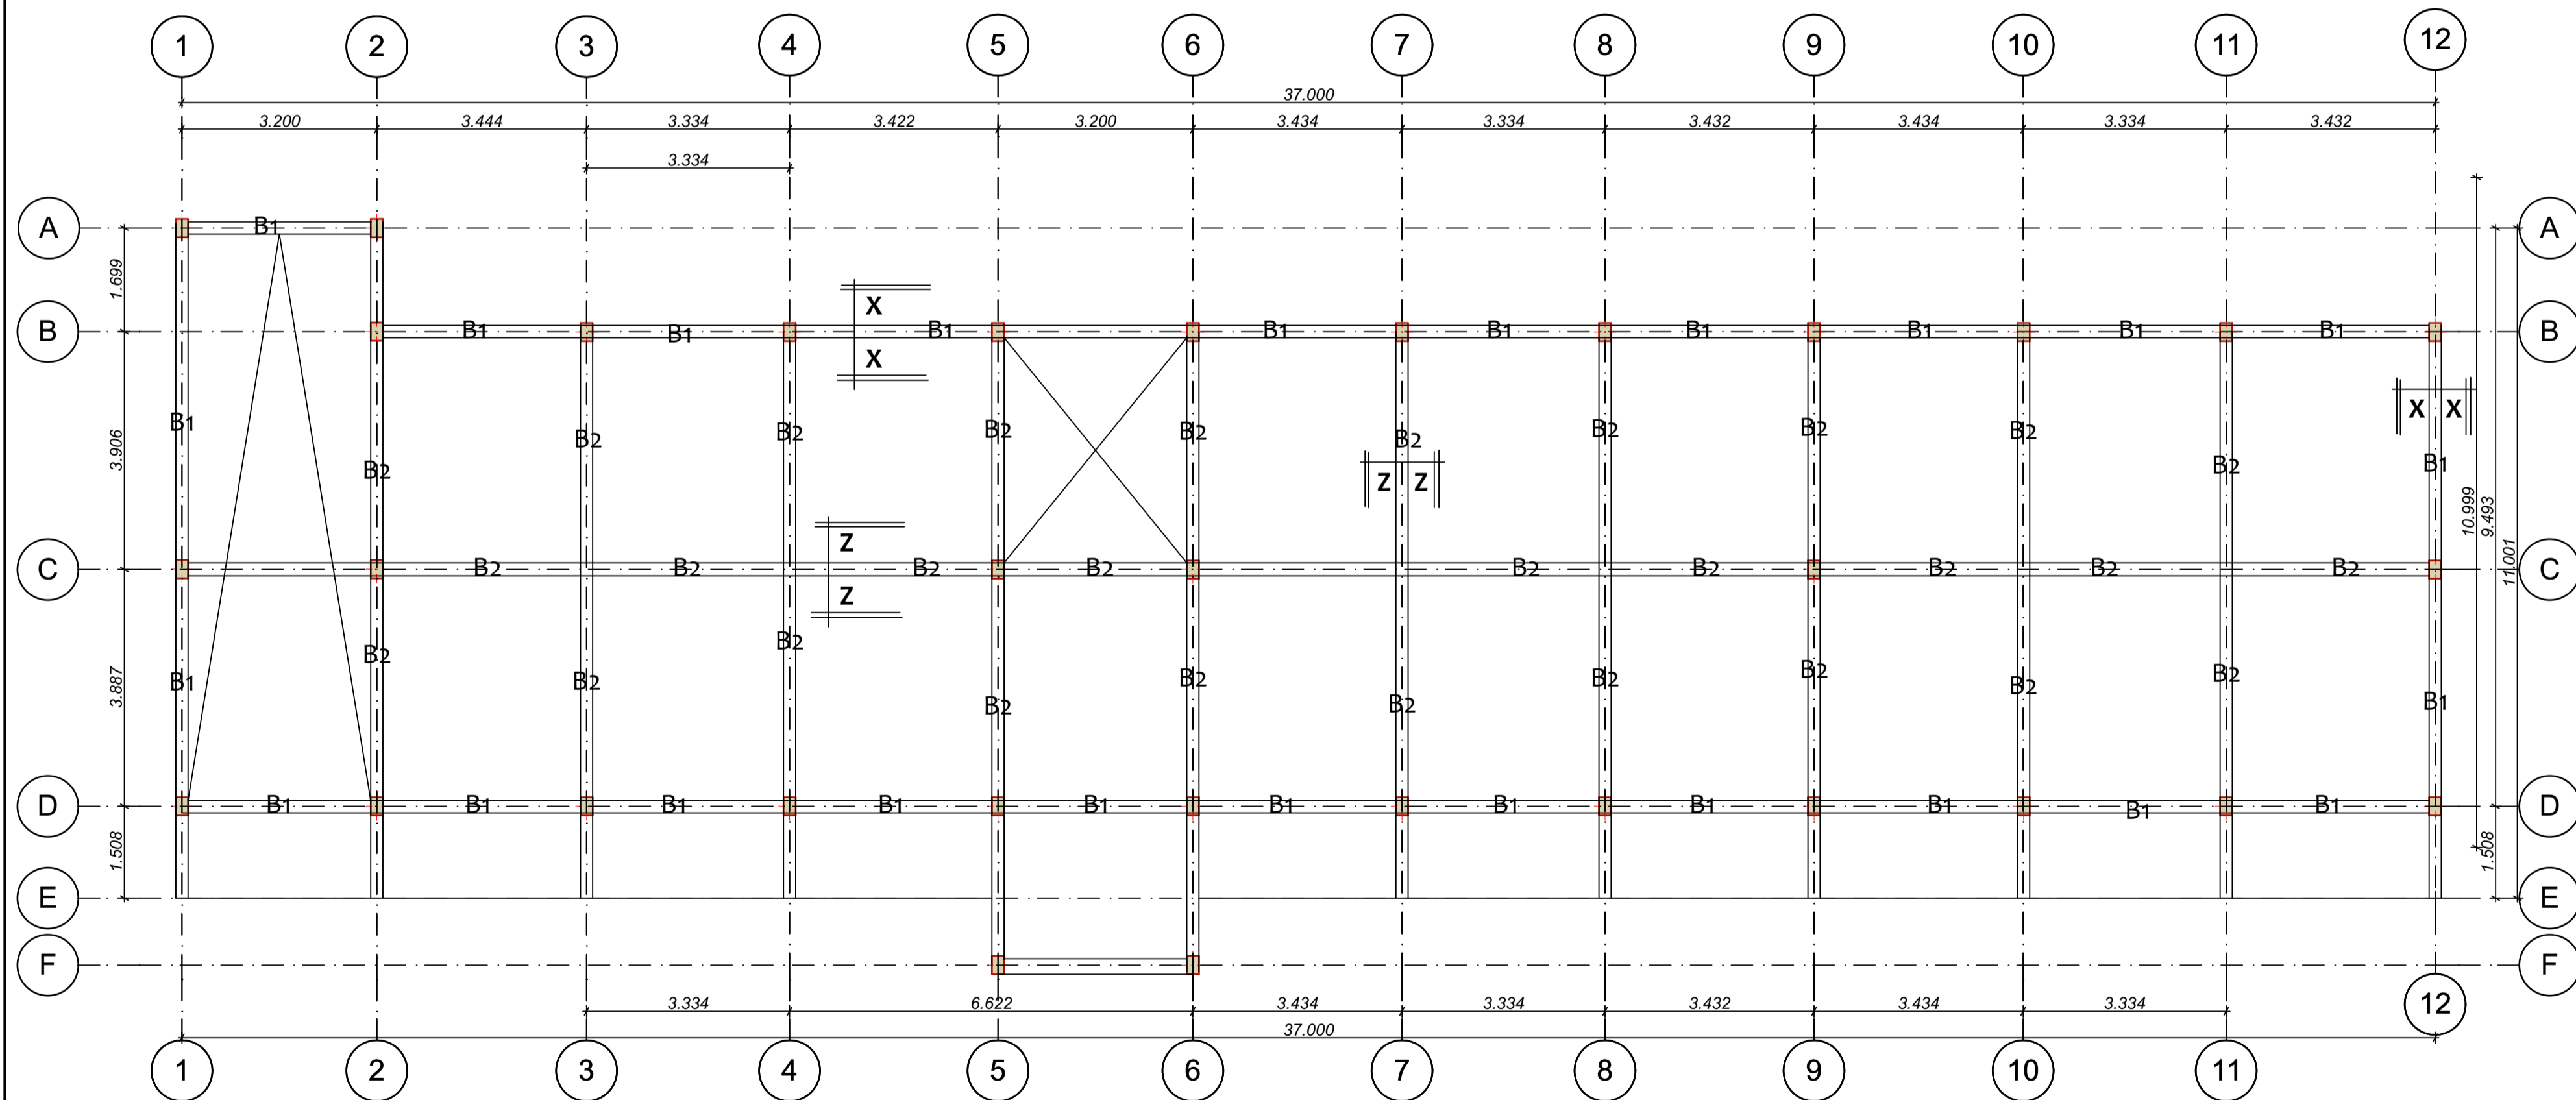 1 2 3 4 5 6 7 8 9 10 11 12
37.000
3.200 3.444 3.334 3.422 3.200 3.434 3.334 3.432 3.434 3.334 3.432
3.334
A B1 A
1.699
X
B B1 B1 B1 B1 B1 B1 B1 B1 B1 B
X
X X
B1 B2 B2 B2 B2 B2 B2 B2 B2 B2 B2 B1
3.906
Z Z
10.999 9.493 11.001
Z
C B2 B2 B2 B2 B2 B2 B2 B2 B2 C
Z
B1 B2 B2 B2 B2 B2 B2 B2 B2 B2 B2 B1
3.887
D B1 B1 B1 B1 B1 B1 B1 B1 B1 B1 B1 D
1.508 1.508
E E
F F
3.334 6.622 3.434 3.334 3.432 3.434 3.334
37.000
1 2 3 4 5 6 7 8 9 10 11 12